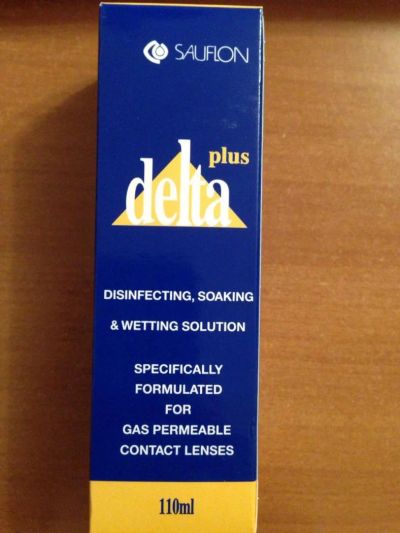 SAUFLON
plus
delta
DISINFECTING, SOAKING
& WETTING SOLUTION
SPECIFICALLY
FORMULATED
FOR
GAS PERMEABLE
CONTACT LENSES
110ml